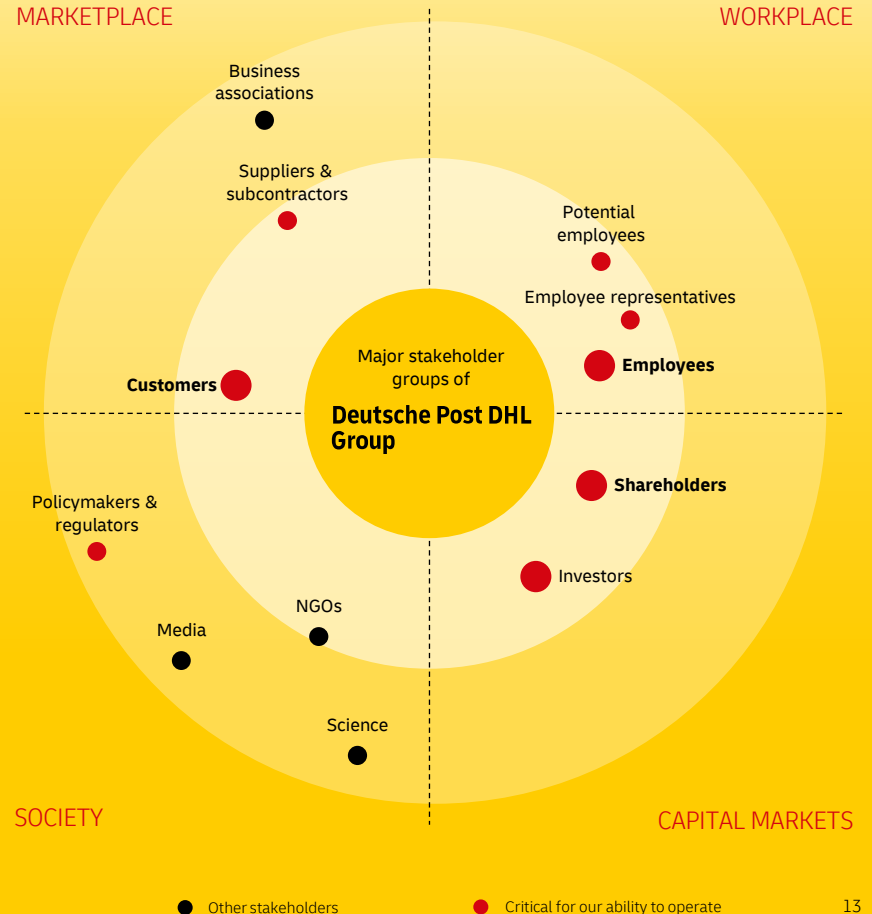 MARKETPLACE
WORKPLACE
Business
associations
Suppliers &
subcontractors
Potential
employees
Employee representatives
Employees
Customers
Major stakeholder
groups of
Deutsche Post DHL
Group
Shareholders
Policymakers &
regulators
Investors
NGOs
Media
Science
SOCIETY
CAPITAL MARKETS
Other stakeholders
Critical for our ability to operate
13